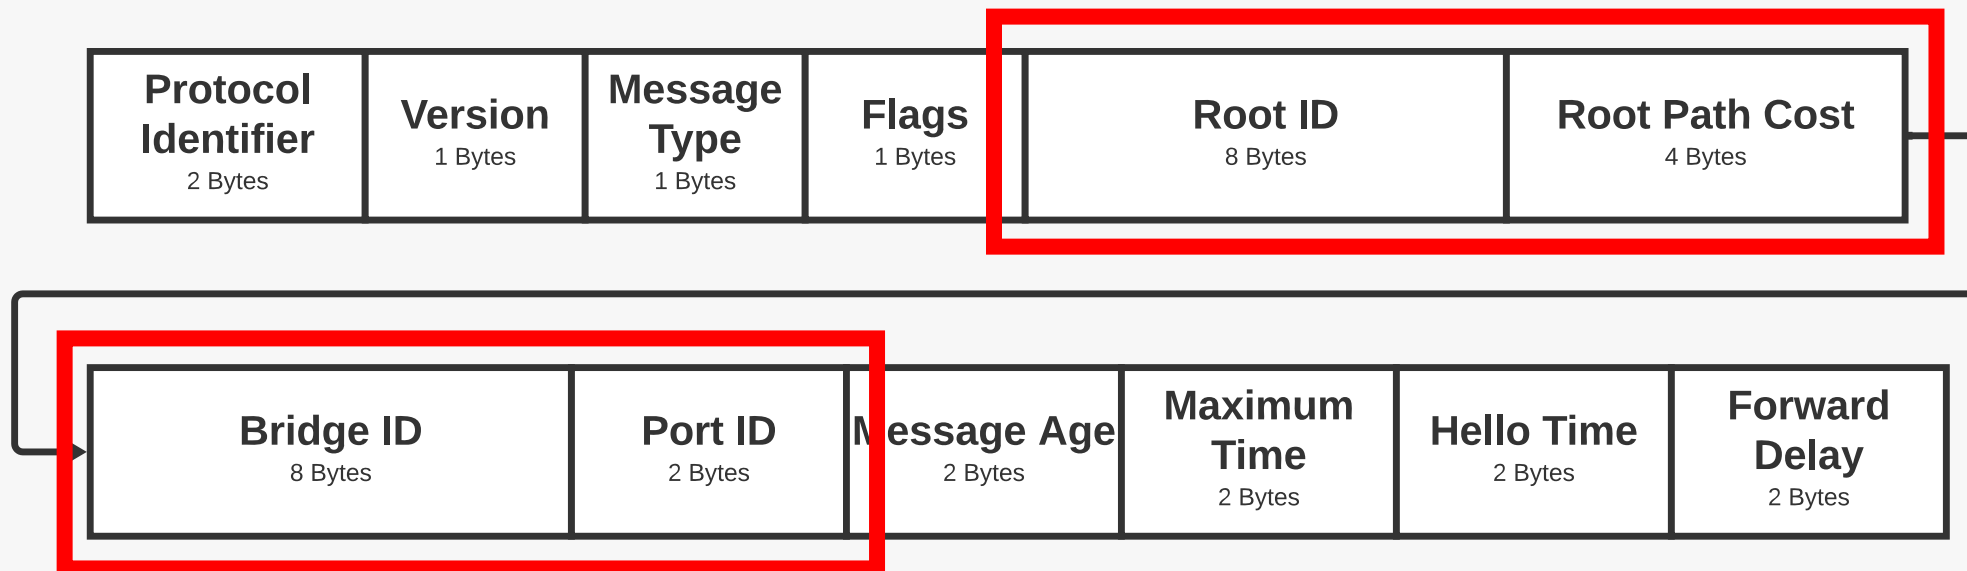 Protocol
Identifier
2 Bytes
Version
1 Bytes
Message
Type
1 Bytes
Flags
1 Bytes
Root ID
8 Bytes
Root Path Cost
4 Bytes
Bridge ID
8 Bytes
Port ID
2 Bytes
Message Age
2 Bytes
Maximum
Time
2 Bytes
Hello Time
2 Bytes
Forward
Delay
2 Bytes